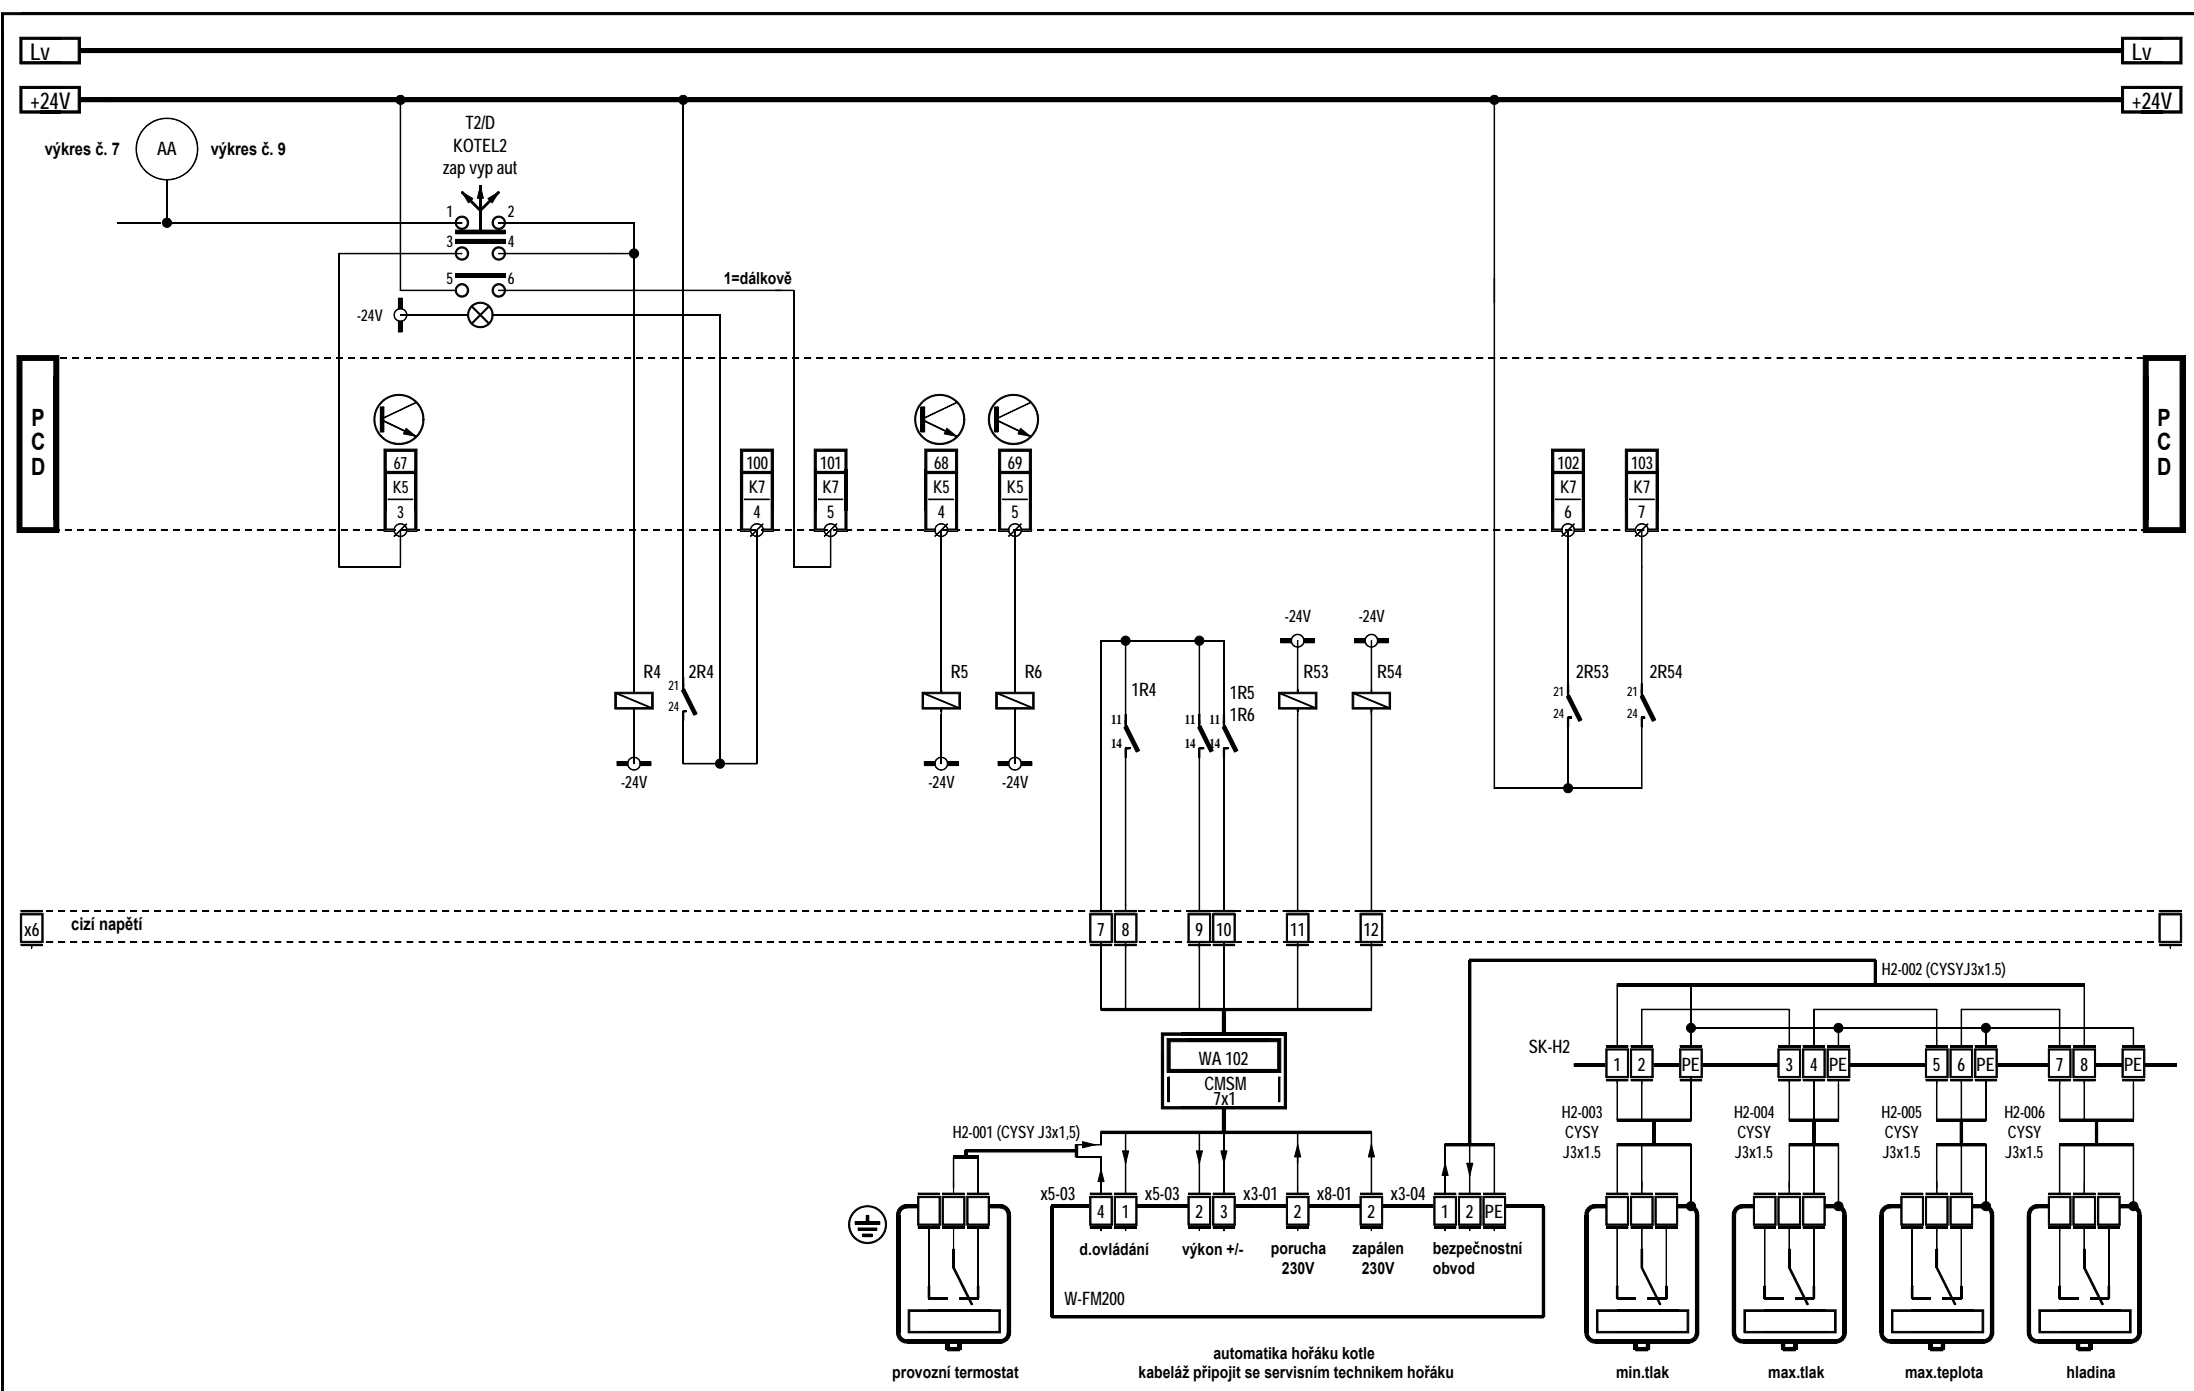 Lv
Lv
+24V
+24V
výkres č. 7
AA
výkres č. 9
T2/D
KOTEL2
zap vyp aut
1
2
3
4
5
6
1=dálkově
-24V
P
C
D
P
C
D
67
K5
3
100
K7
4
101
K7
5
68
K5
4
69
K5
5
102
K7
6
103
K7
7
-24V
-24V
R4
2R4
21
24
R5
R6
1R4
11
14
1R5
1R6
11
11
14
14
R53
R54
2R53
21
24
2R54
21
24
-24V
-24V
-24V
x6
cizí napětí
7
8
9
10
11
12
H2-002 (CYSYJ3x1.5)
WA 102
CMSM
7x1
SK-H2
1
2
PE
3
4
PE
5
6
PE
7
8
PE
H2-003
CYSY
J3x1.5
H2-004
CYSY
J3x1.5
H2-005
CYSY
J3x1.5
H2-006
CYSY
J3x1.5
H2-001 (CYSY J3x1,5)
x5-03
4
1
x5-03
2
3
x3-01
2
x8-01
2
x3-04
1
2
PE
d.ovládání
výkon +/-
porucha
230V
zapálen
230V
bezpečnostní
obvod
W-FM200
provozní termostat
automatika hořáku kotle
kabeláž připojit se servisním technikem hořáku
min.tlak
max.tlak
max.teplota
hladina